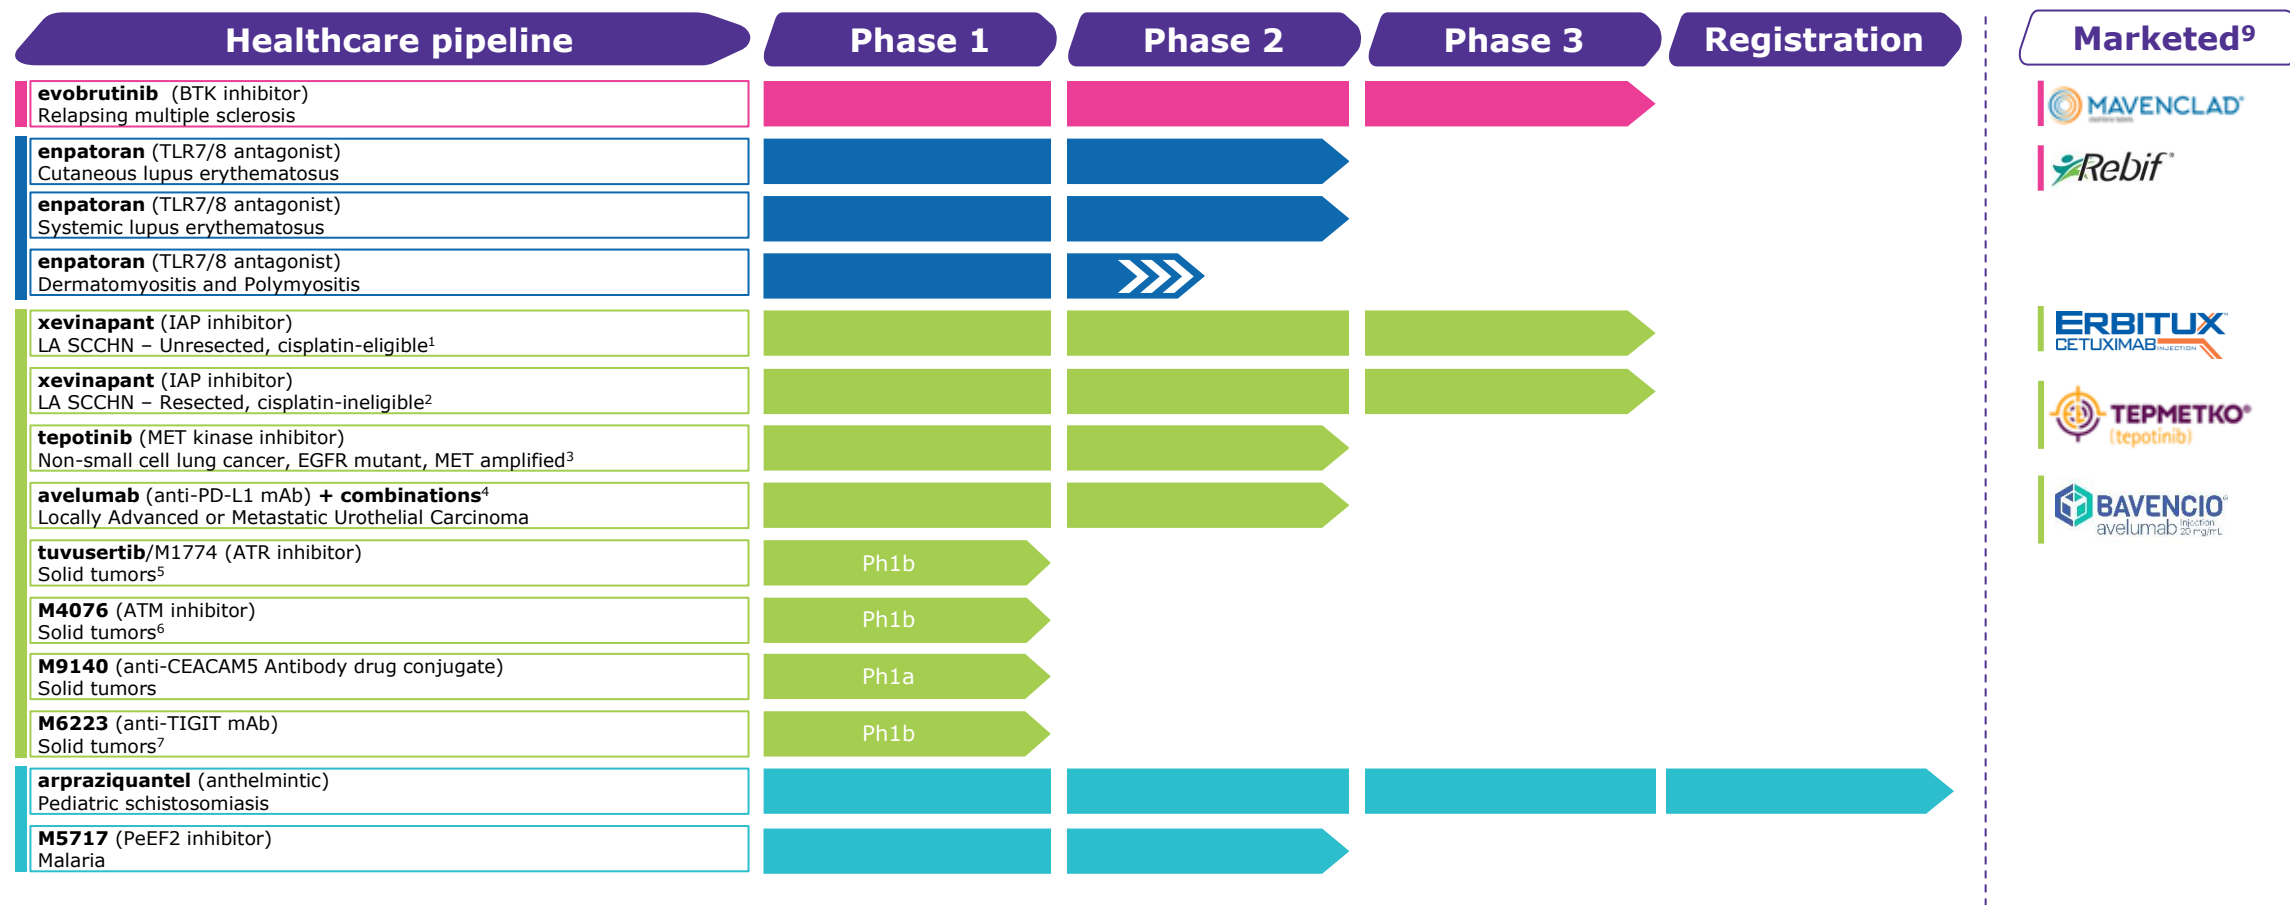 Healthcare pipeline Phase 1 Phase 2 Phase 3 Registration Marketed⁹
evobrutinib (BTK inhibitor)
Relapsing multiple sclerosis
MAVENCLAD®
enpatoran (TLR7/8 antagonist)
Cutaneous lupus erythematosus
Rebif®
enpatoran (TLR7/8 antagonist)
Systemic lupus erythematosus
enpatoran (TLR7/8 antagonist)
Dermatomyositis and Polymyositis
xevinapant (IAP inhibitor)
LA SCCHN – Unresected, cisplatin-eligible¹
ERBITUX™
CETUXIMAB INJECTION
xevinapant (IAP inhibitor)
LA SCCHN – Resected, cisplatin-ineligible²
TEPMETKO®
(tepotinib)
tepotinib (MET kinase inhibitor)
Non-small cell lung cancer, EGFR mutant, MET amplified³
avelumab (anti-PD-L1 mAb) + combinations⁴
Locally Advanced or Metastatic Urothelial Carcinoma
BAVENCIO®
avelumab Injection
20 mg/mL
tuvusertib/M1774 (ATR inhibitor)
Solid tumors⁵
Ph1b
M4076 (ATM inhibitor)
Solid tumors⁶
Ph1b
M9140 (anti-CEACAM5 Antibody drug conjugate)
Solid tumors
Ph1a
M6223 (anti-TIGIT mAb)
Solid tumors⁷
Ph1b
arpraziquantel (anthelmintic)
Pediatric schistosomiasis
M5717 (PeEF2 inhibitor)
Malaria